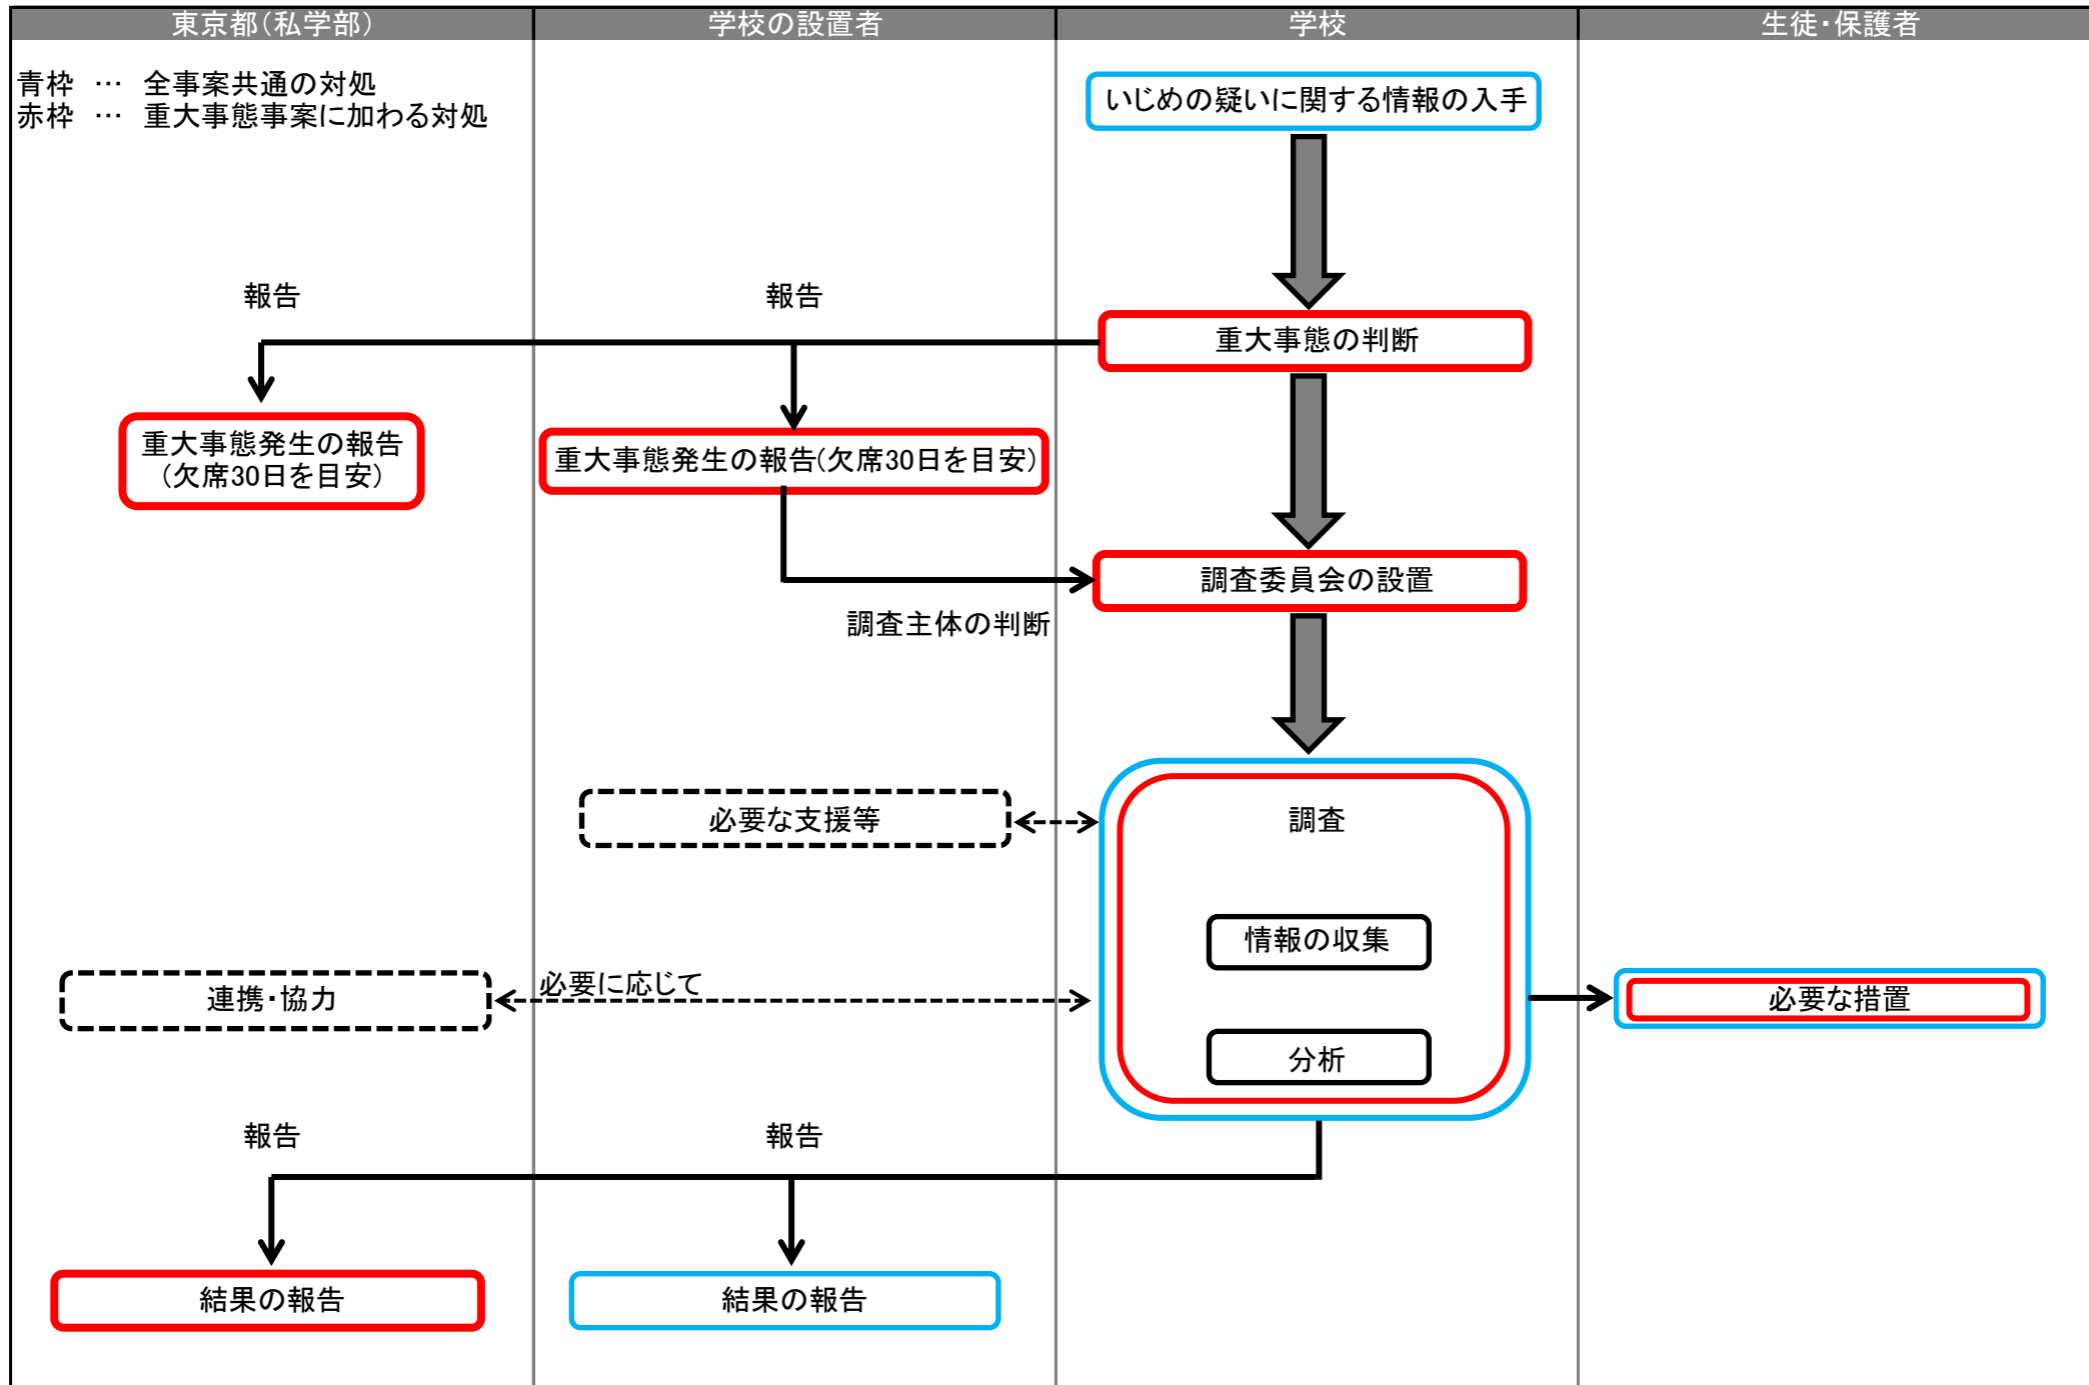 東京都(私学部)
学校の設置者
学校
生徒・保護者
青枠 … 全事案共通の対処
赤枠 … 重大事態事案に加わる対処
いじめの疑いに関する情報の入手
報告
報告
重大事態の判断
重大事態発生の報告
(欠席30日を目安)
重大事態発生の報告(欠席30日を目安)
調査委員会の設置
調査主体の判断
必要な支援等
調査
情報の収集
連携・協力
必要に応じて
必要な措置
分析
報告
報告
結果の報告
結果の報告